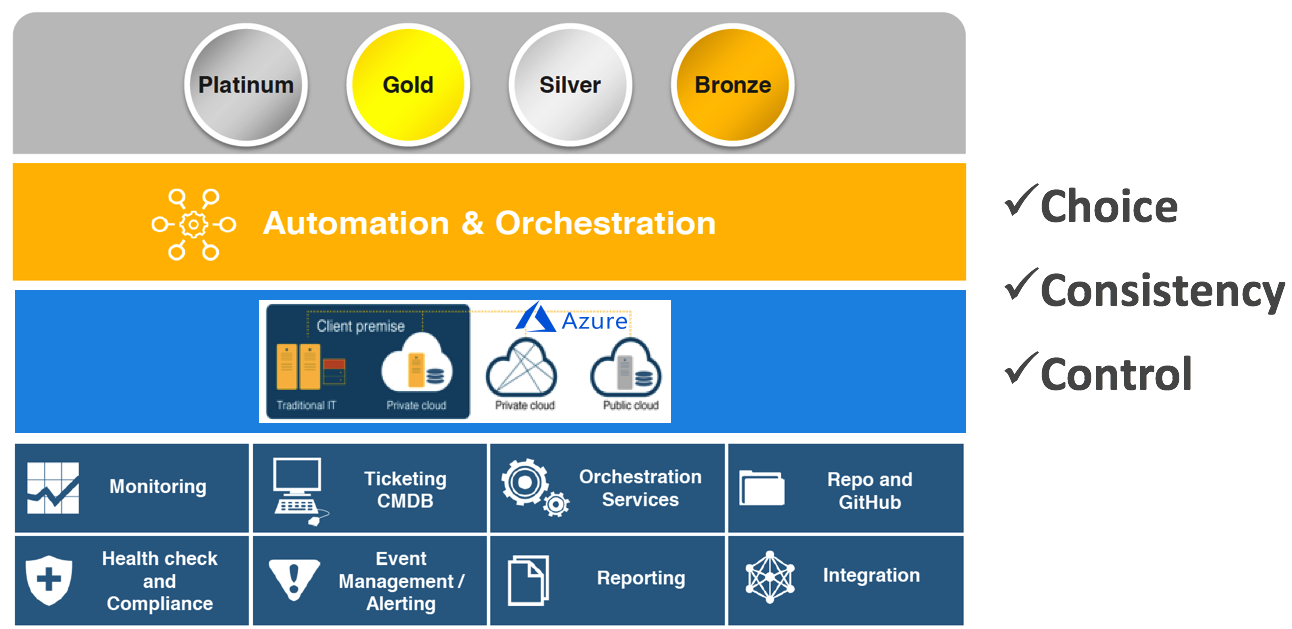 Platinum
Gold
Silver
Bronze
Automation & Orchestration
Choice
Consistency
Control
Client premise
Azure
Traditional IT
Private cloud
Private cloud
Public cloud
Monitoring
Ticketing
CMDB
Orchestration
Services
Repo and
GitHub
Health check
and
Compliance
Event
Management /
Alerting
Reporting
Integration